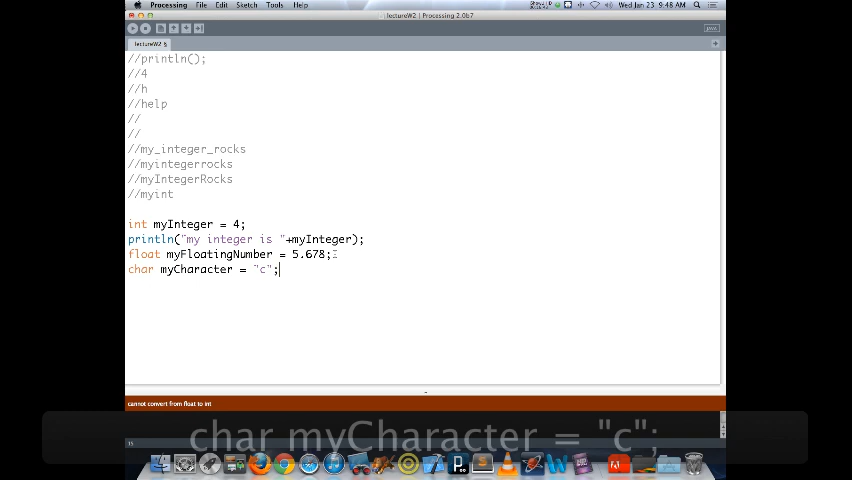 Processing File Edit Sketch Tools Help Wed Jan 23 9:48 AM
lectureW2 | Processing 2.0b7
JAVA
lectureW2 §
//println();
//4
//h
//help
//
//
//my_integer_rocks
//myintegerrocks
//myIntegerRocks
//myint
int myInteger = 4;
println("my integer is "+myInteger);
float myFloatingNumber = 5.678;
char myCharacter = "c";
cannot convert from float to int
char myCharacter = "c";
15